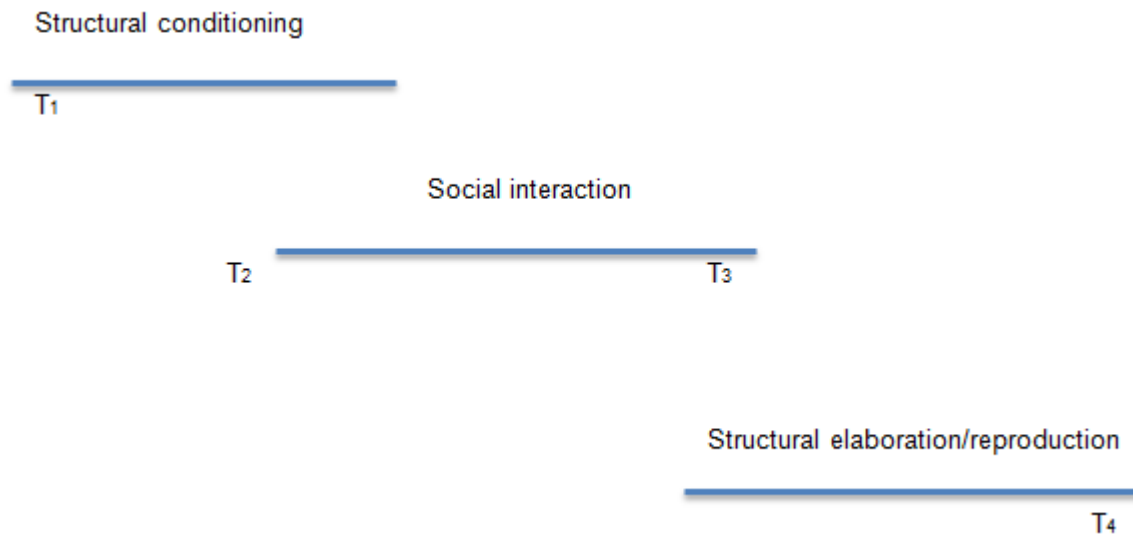 Structural conditioning
T1
Social interaction
T2 T3
Structural elaboration/reproduction
T4